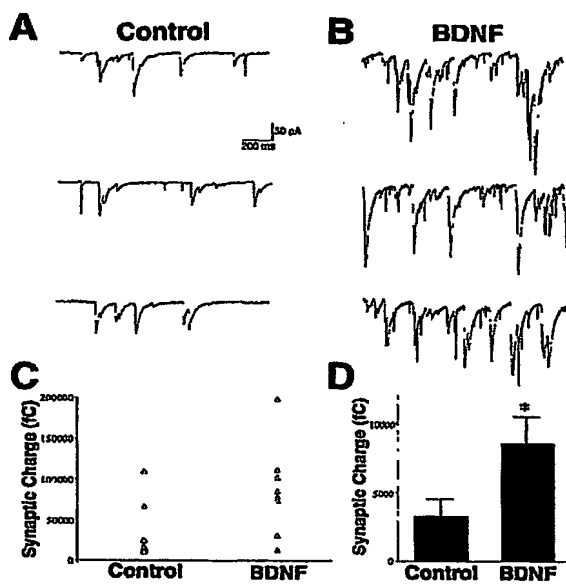 A
Control
B
BDNF
50 pA
200 ms
C
Synaptic Charge (fC)
200000
150000
100000
50000
0
Control
BDNF
D
Synaptic Charge (fC)
10000
5000
0
*
Control
BDNF